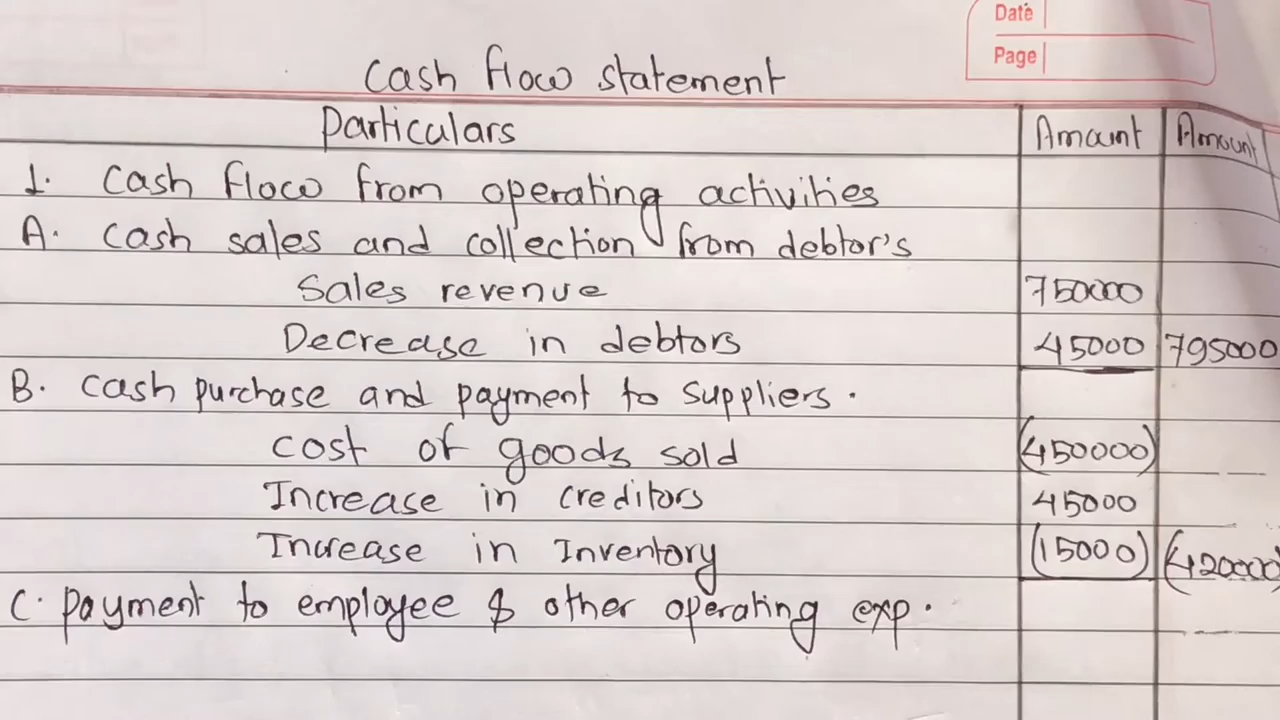 Date
Page
Cash flow statement
Particulars Amount Amount
1. Cash flow from operating activities
A. Cash sales and collection from debtor's
Sales revenue 750000
Decrease in debtors 45000 795000
B. Cash purchase and payment to suppliers.
Cost of goods sold (450000)
Increase in creditors 45000
Increase in Inventory (15000) (420000)
C. Payment to employee & other operating exp.